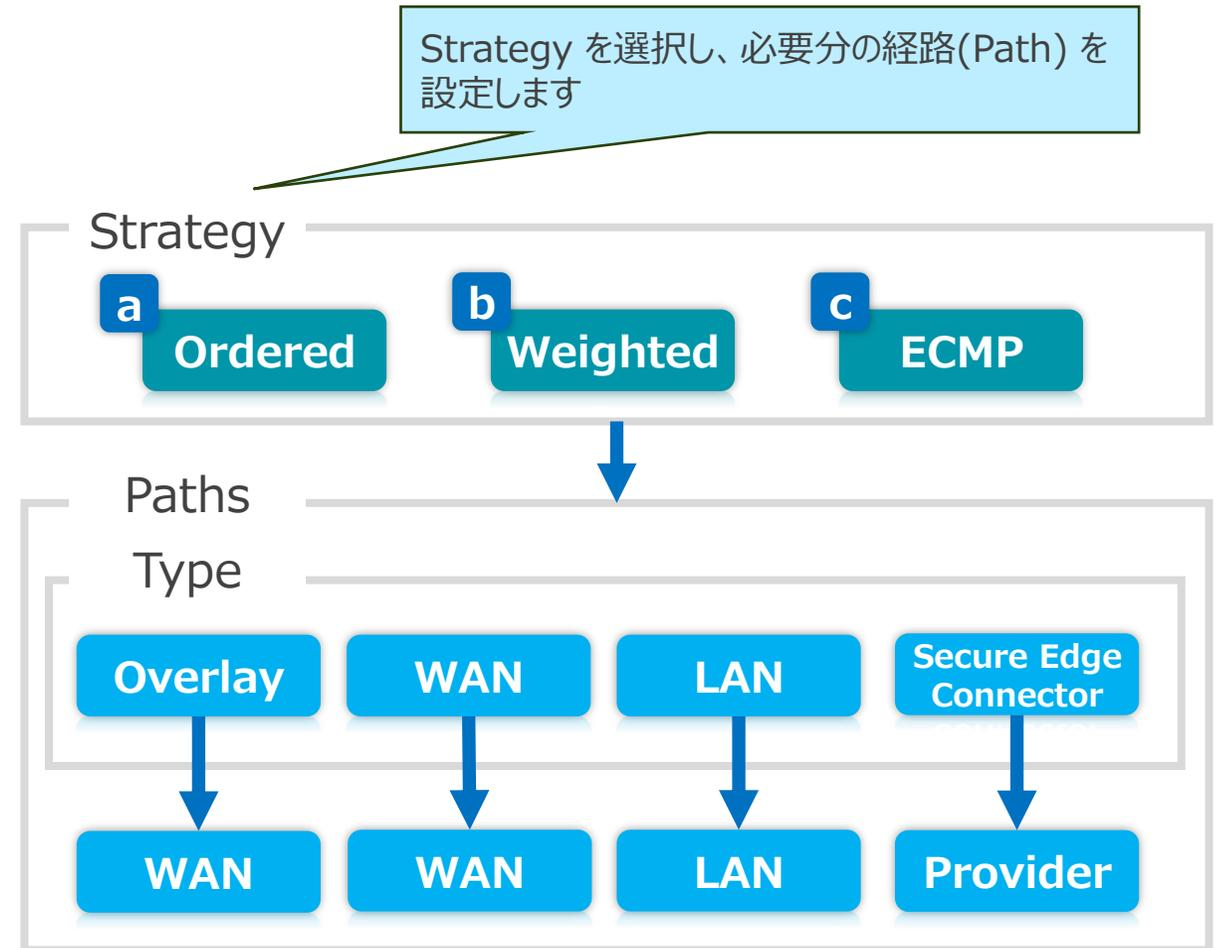 Strategy を選択し、必要分の経路(Path) を
設定します
Strategy
a
Ordered
b
Weighted
c
ECMP
Paths
Type
Overlay
WAN
LAN
Secure Edge
Connector
WAN
WAN
LAN
Provider